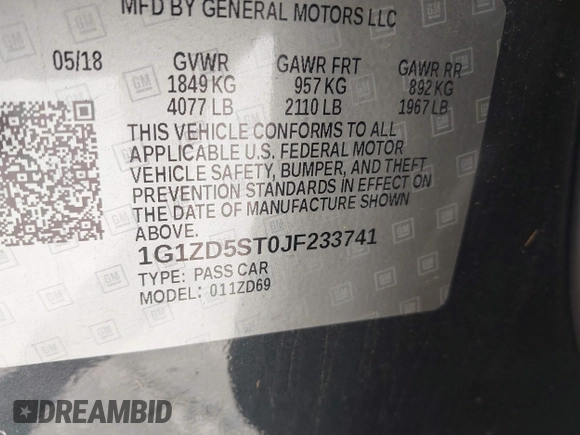 MFD BY GENERAL MOTORS LLC
05/18 GVWR GAWR FRT GAWR RR
1849 KG 957 KG 892 KG
4077 LB 2110 LB 1967 LB
THIS VEHICLE CONFORMS TO ALL
APPLICABLE U.S. FEDERAL MOTOR
VEHICLE SAFETY, BUMPER, AND THEFT
PREVENTION STANDARDS IN EFFECT ON
THE DATE OF MANUFACTURE SHOWN
ABOVE.
1G1ZD5ST0JF233741
TYPE: PASS CAR
MODEL: 011ZD69
DREAMBID